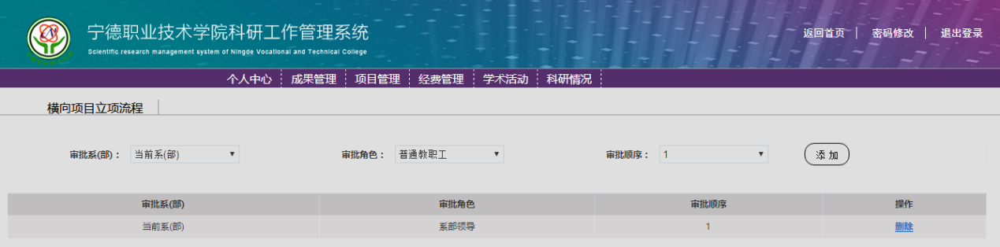 宁德职业技术学院科研工作管理系统
Scientific research management system of Ningde Vocational and Technical College
返回首页 | 密码修改 | 退出登录
个人中心 成果管理 项目管理 经费管理 学术活动 科研情况
横向项目立项流程
审批系(部)： 当前系(部) 审批角色： 普通教职工 审批顺序： 1 添 加
审批系(部) 审批角色 审批顺序 操作
当前系(部) 系部领导 1 删除